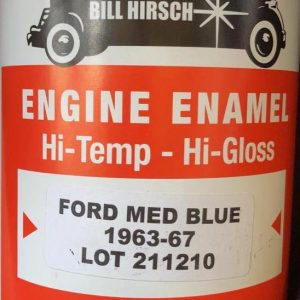 BILL HIRSCH
ENGINE ENAMEL
Hi-Temp - Hi-Gloss
FORD MED BLUE
1963-67
LOT 211210